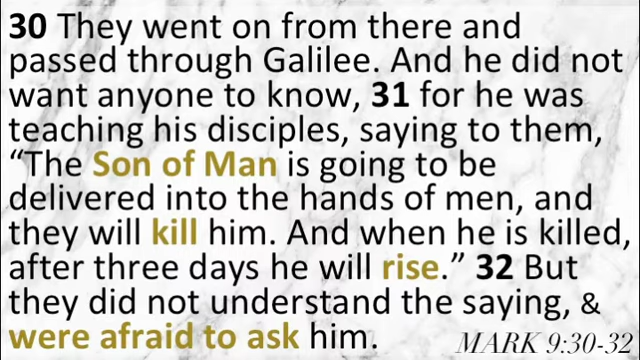 30 They went on from there and
passed through Galilee. And he did not
want anyone to know, 31 for he was
teaching his disciples, saying to them,
“The Son of Man is going to be
delivered into the hands of men, and
they will kill him. And when he is killed,
after three days he will rise.” 32 But
they did not understand the saying, &
were afraid to ask him.
MARK 9:30-32